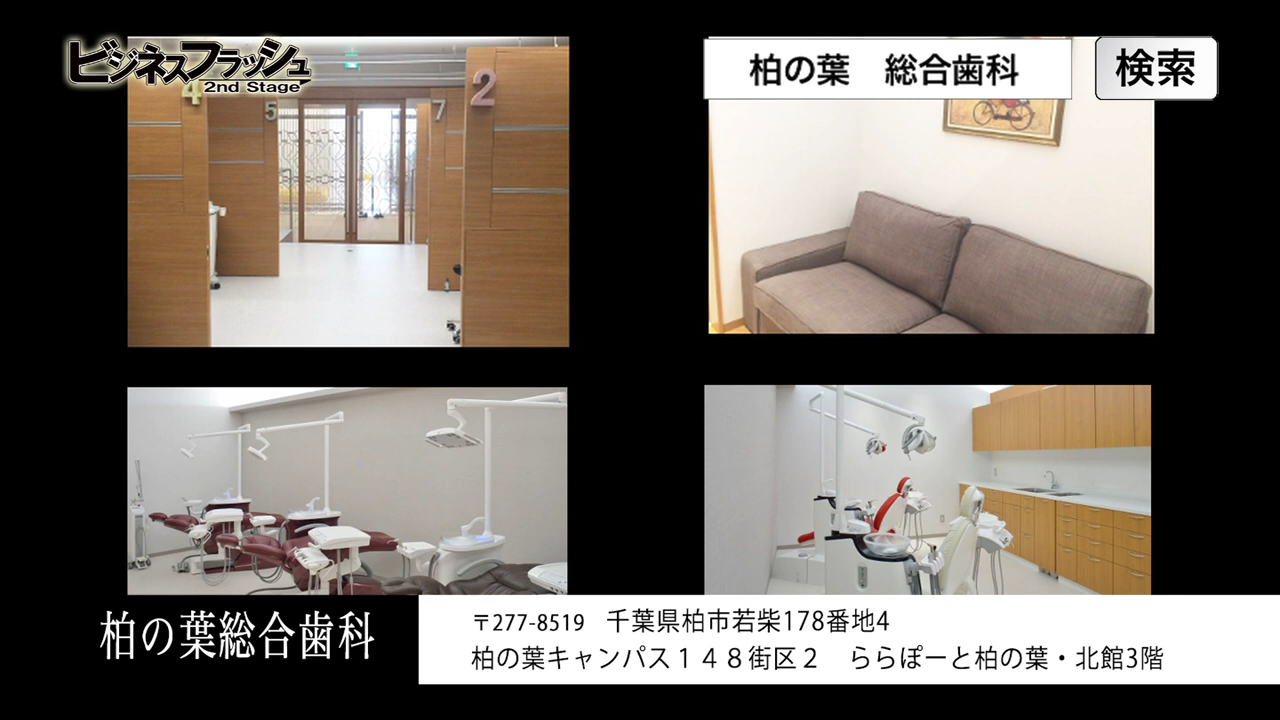 ビジネスフラッシュ
2nd Stage
柏の葉　総合歯科
検索
4
5
7
2
柏の葉総合歯科
〒277-8519　千葉県柏市若柴178番地4
柏の葉キャンパス１４８街区２　ららぽーと柏の葉・北館3階